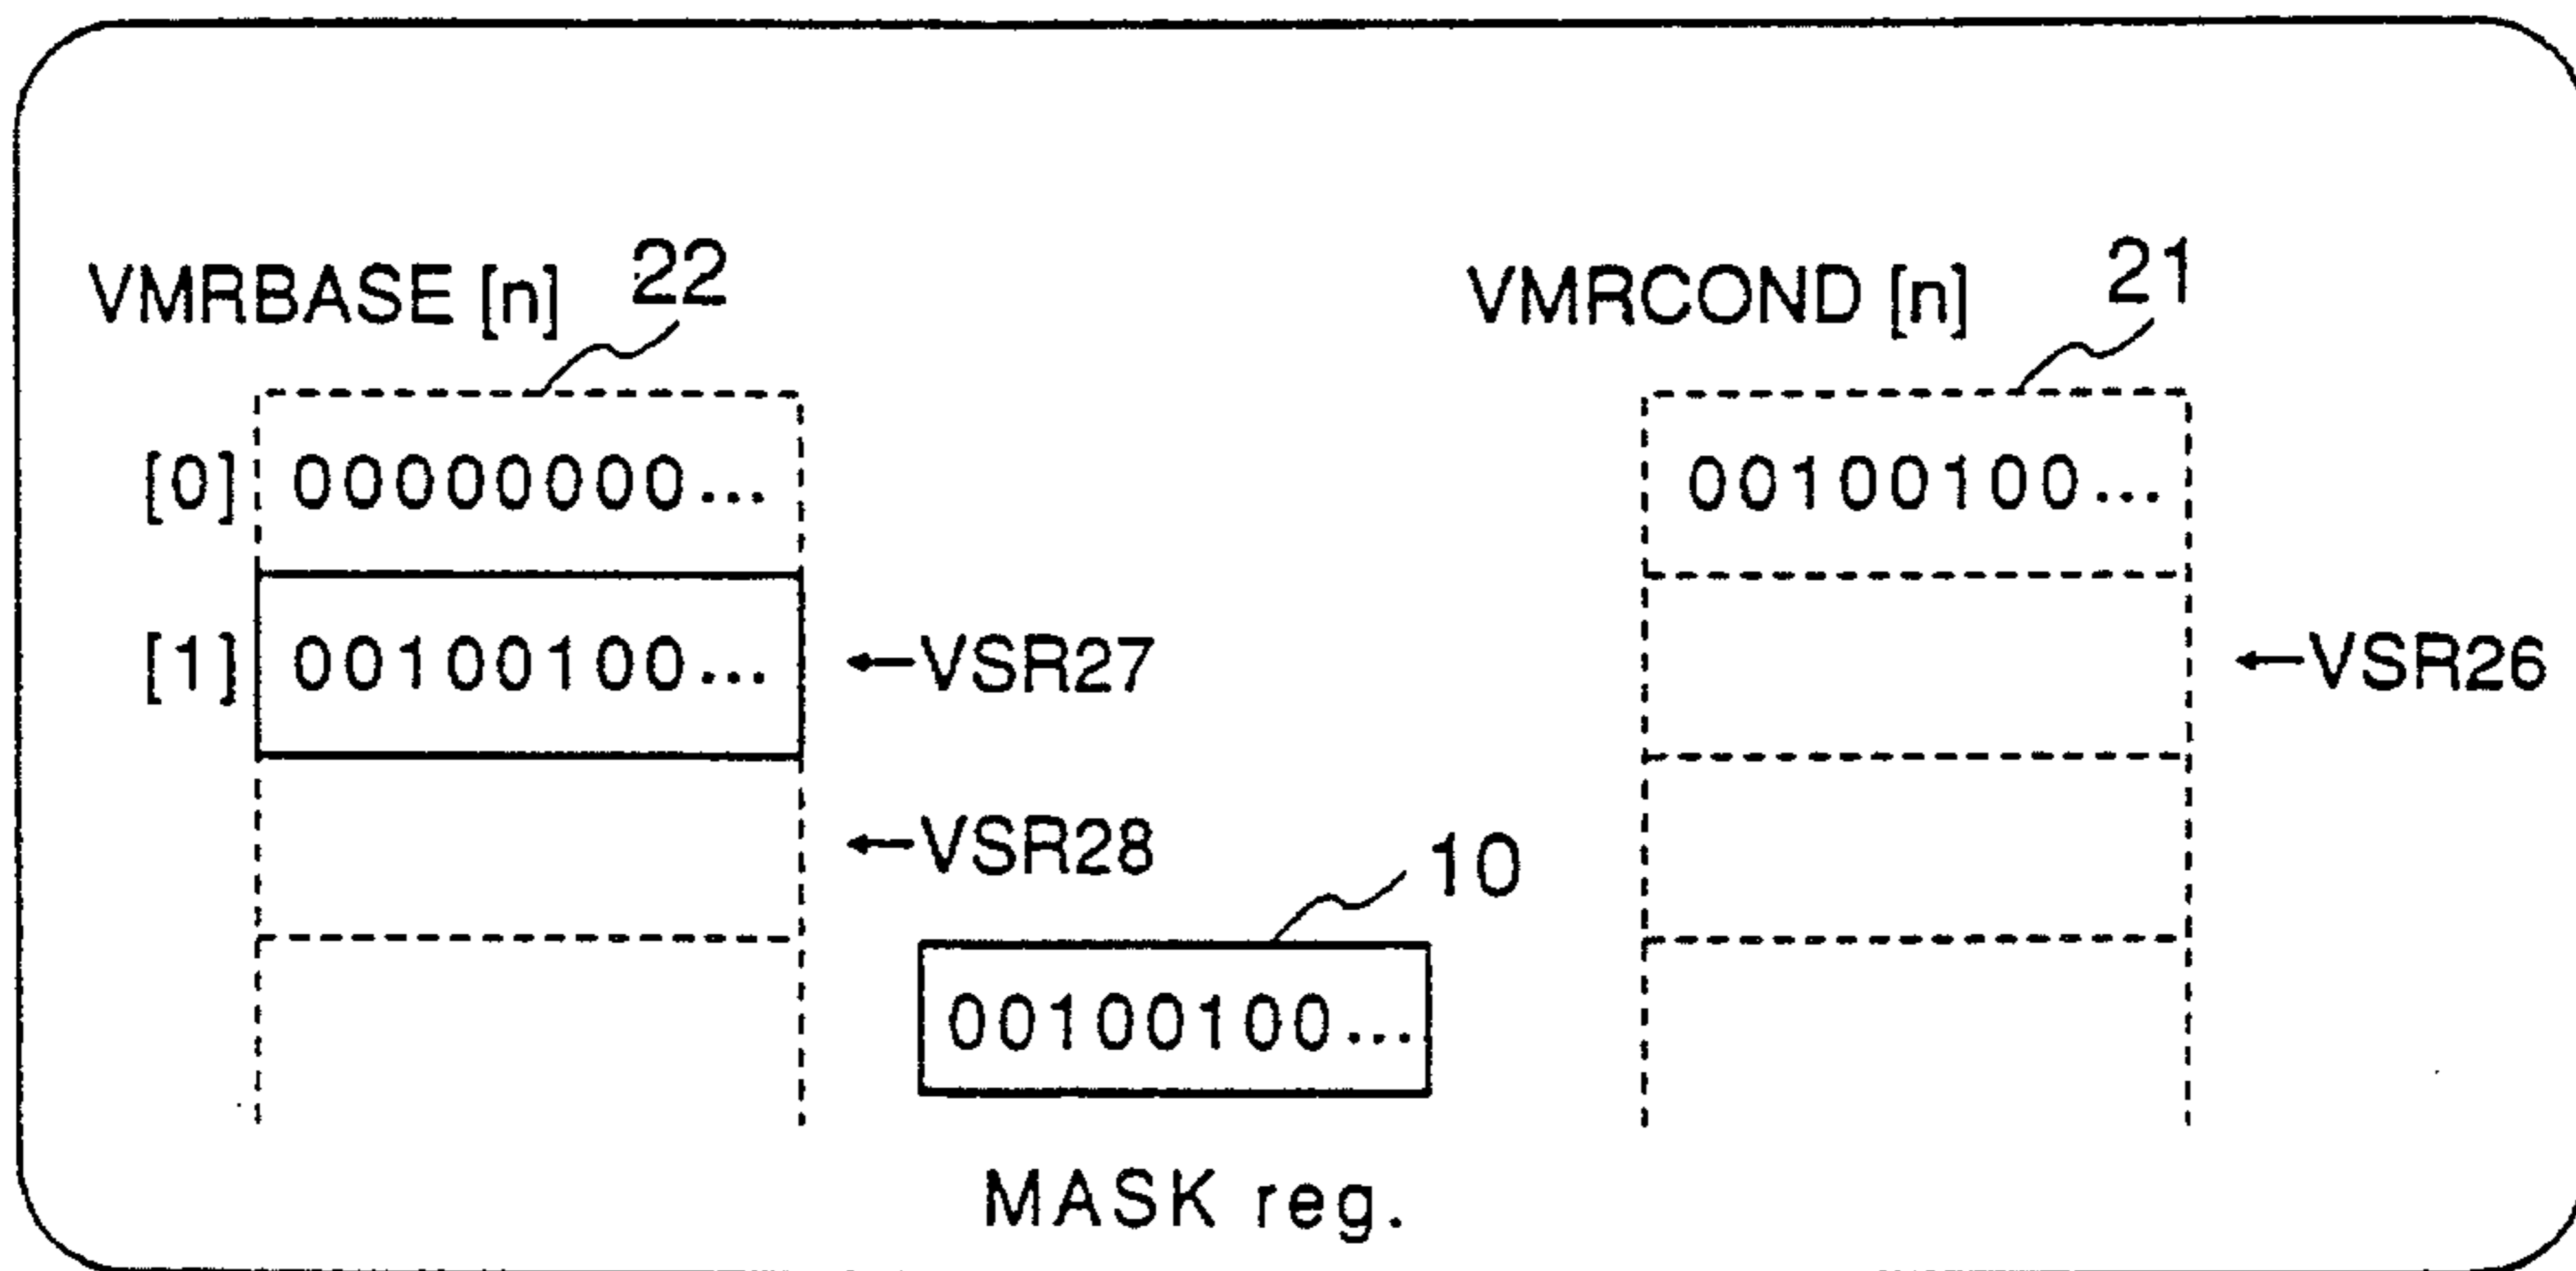 VMRBASE [n] 22 VMRCOND [n] 21
[0] 00000000... 00100100...
[1] 00100100... ←VSR27 ←VSR26
←VSR28 10
00100100...
MASK reg.